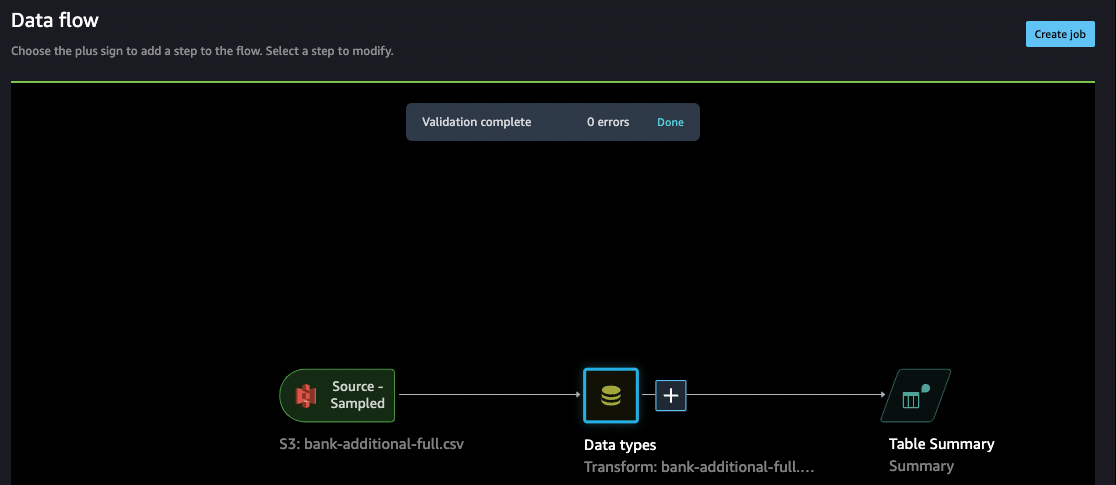 Data flow
Create job
Choose the plus sign to add a step to the flow. Select a step to modify.
Validation complete 0 errors Done
Source -
Sampled
S3: bank-additional-full.csv
Data types
Transform: bank-additional-full....
Table Summary
Summary